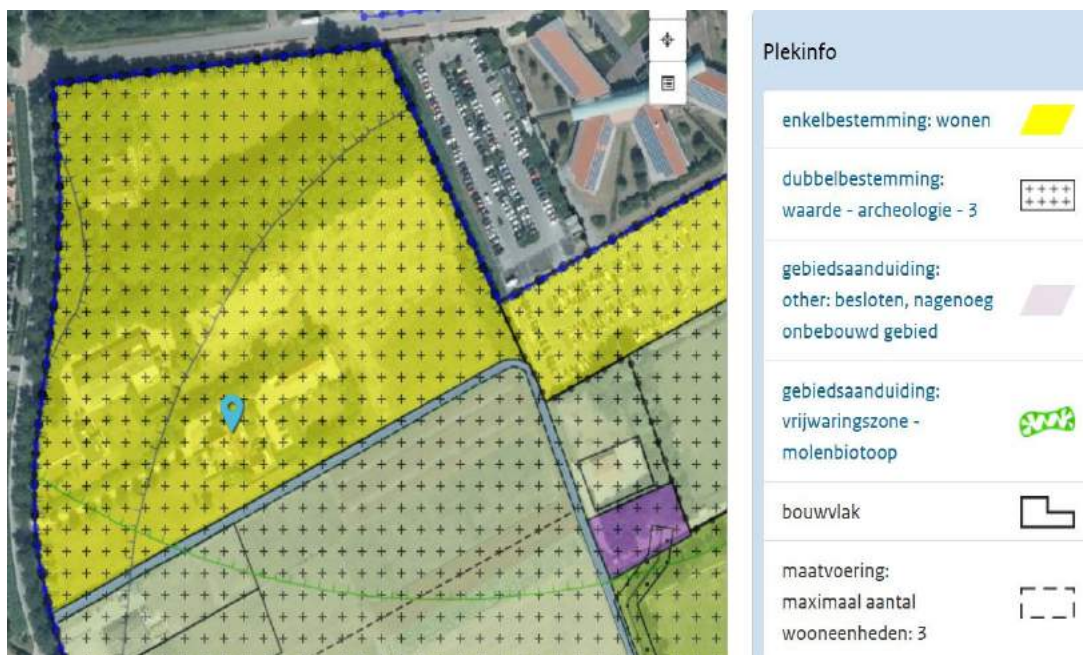 Plekinfo
enkelbestemming: wonen
dubbelbestemming:
waarde - archeologie - 3
gebiedsaanduiding:
other: besloten, nagenoeg
onbebouwd gebied
gebiedsaanduiding:
vrijwaringszone -
molenbiotoop
bouwvlak
maatvoering:
maximaal aantal
wooneenheden: 3